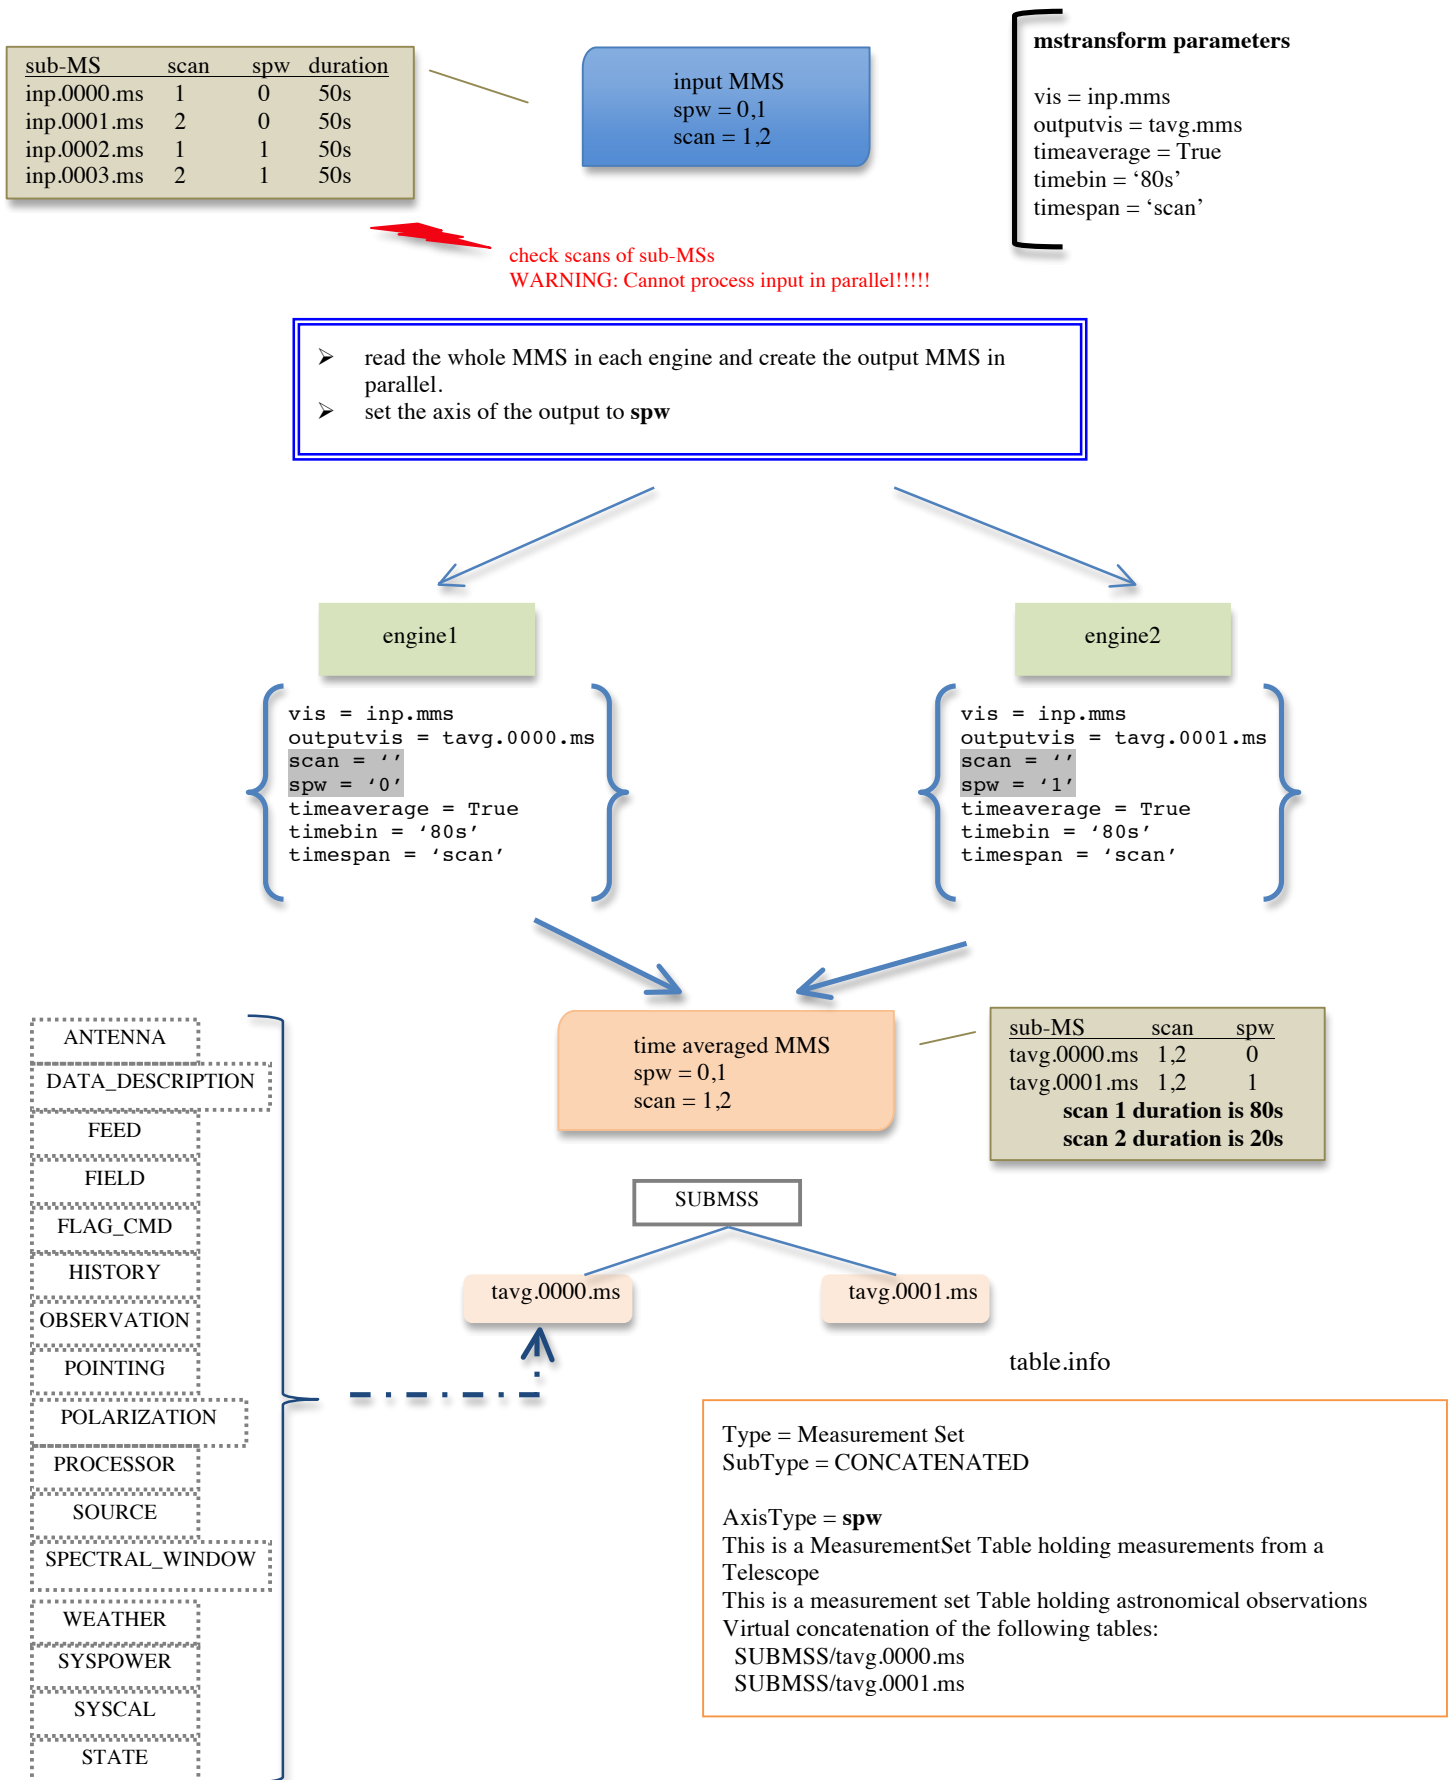 sub-MS scan spw duration
inp.0000.ms 1 0 50s
inp.0001.ms 2 0 50s
inp.0002.ms 1 1 50s
inp.0003.ms 2 1 50s
input MMS
spw = 0,1
scan = 1,2
mstransform parameters
vis = inp.mms
outputvis = tavg.mms
timeaverage = True
timebin = ‘80s’
timespan = ‘scan’
check scans of sub-MSs
WARNING: Cannot process input in parallel!!!!!
➢ read the whole MMS in each engine and create the output MMS in
parallel.
➢ set the axis of the output to spw
engine1
vis = inp.mms
outputvis = tavg.0000.ms
scan = ‘’
spw = ‘0’
timeaverage = True
timebin = ‘80s’
timespan = ‘scan’
engine2
vis = inp.mms
outputvis = tavg.0001.ms
scan = ‘’
spw = ‘1’
timeaverage = True
timebin = ‘80s’
timespan = ‘scan’
time averaged MMS
spw = 0,1
scan = 1,2
sub-MS scan spw
tavg.0000.ms 1,2 0
tavg.0001.ms 1,2 1
scan 1 duration is 80s
scan 2 duration is 20s
ANTENNA
DATA_DESCRIPTION
FEED
FIELD
FLAG_CMD
HISTORY
OBSERVATION
POINTING
POLARIZATION
PROCESSOR
SOURCE
SPECTRAL_WINDOW
WEATHER
SYSPOWER
SYSCAL
STATE
SUBMSS
tavg.0000.ms
tavg.0001.ms
table.info
Type = Measurement Set
SubType = CONCATENATED
AxisType = spw
This is a MeasurementSet Table holding measurements from a
Telescope
This is a measurement set Table holding astronomical observations
Virtual concatenation of the following tables:
SUBMSS/tavg.0000.ms
SUBMSS/tavg.0001.ms